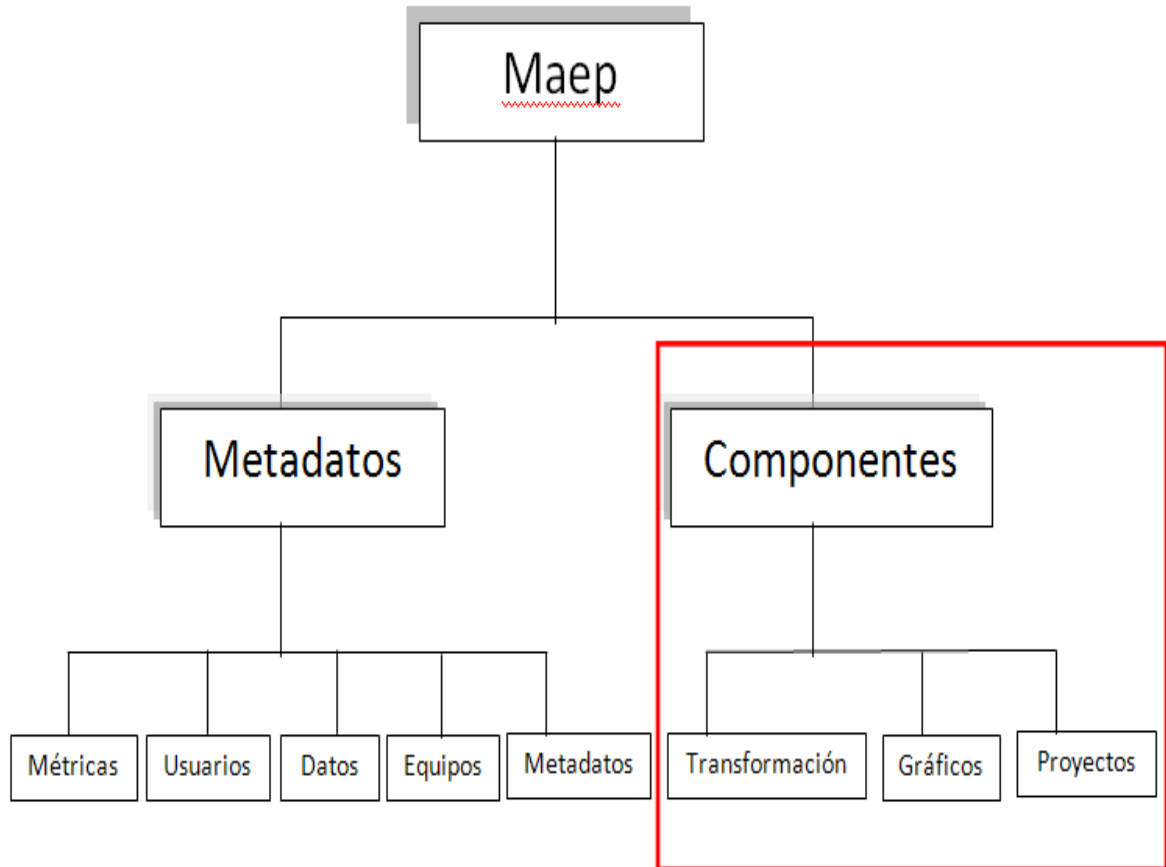 Maep
Metadatos
Componentes
Métricas
Usuarios
Datos
Equipos
Metadatos
Transformación
Gráficos
Proyectos